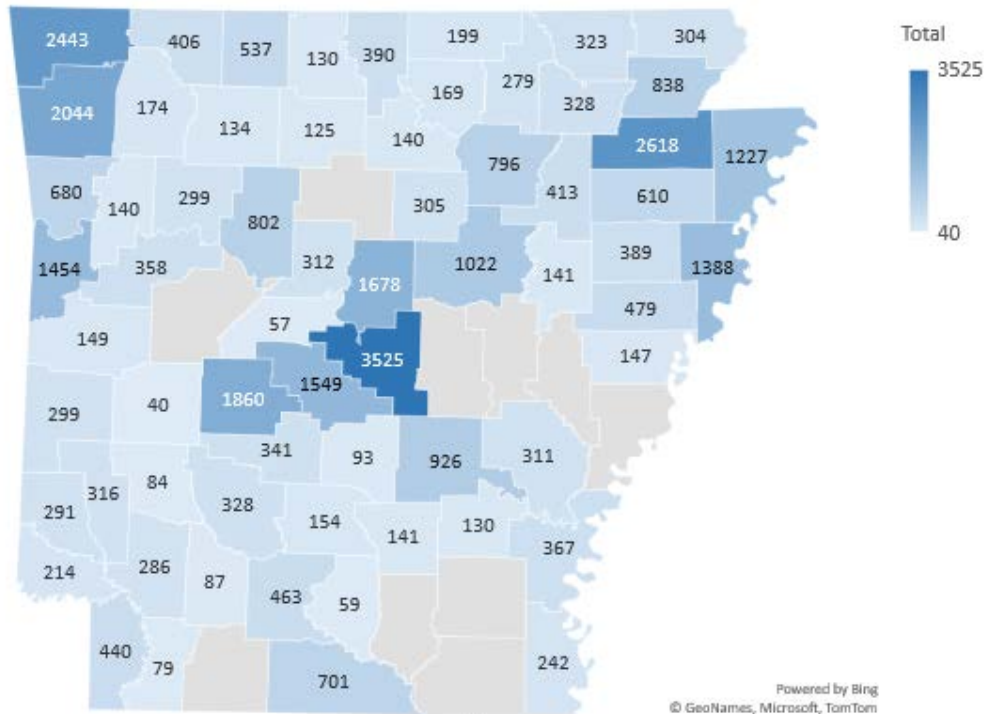 2443 406 537 130 390 199 323 304
Total
3525
40
2044 174 134 125 140 169 279 328 838
796 2618 1227
680 140 299 802 305 413 610
1454 358 312 1678 1022 141 389 1388
479
149 57 3525 147
299 40 1860 1549
341 93 926 311
291 316 84 328 154 141 130 367
214 286 87 463 59
440 79 701 242
Powered by Bing
© GeoNames, Microsoft, TomTom